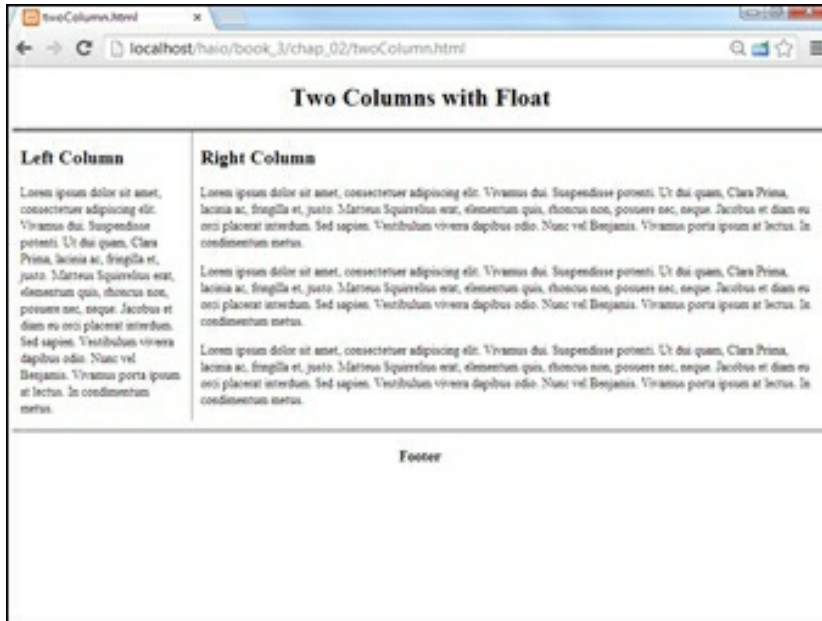 twoColumn.html
localhost/haio/book_3/chap_02/twoColumn.html
Two Columns with Float
Left Column
Lorem ipsum dolor sit amet,
consectetuer adipiscing elit.
Vivamus dui. Suspendisse
potenti. Ut dui quam, Clara
Prima, lacinia ac, fringilla et,
justo. Matteus Squirrelius erat,
elementum quis, rhoncus non,
posuere nec, neque. Jacobus et
diam eu orci placerat interdum.
Sed sapien. Vestibulum viverra
dapibus odio. Nunc vel
Benjamis. Vivamus porta ipsum
at lectus. In condimentum
metus.
Right Column
Lorem ipsum dolor sit amet, consectetuer adipiscing elit. Vivamus dui. Suspendisse potenti. Ut dui quam, Clara Prima,
lacinia ac, fringilla et, justo. Matteus Squirrelius erat, elementum quis, rhoncus non, posuere nec, neque. Jacobus et diam eu
orci placerat interdum. Sed sapien. Vestibulum viverra dapibus odio. Nunc vel Benjamis. Vivamus porta ipsum at lectus. In
condimentum metus.
Lorem ipsum dolor sit amet, consectetuer adipiscing elit. Vivamus dui. Suspendisse potenti. Ut dui quam, Clara Prima,
lacinia ac, fringilla et, justo. Matteus Squirrelius erat, elementum quis, rhoncus non, posuere nec, neque. Jacobus et diam eu
orci placerat interdum. Sed sapien. Vestibulum viverra dapibus odio. Nunc vel Benjamis. Vivamus porta ipsum at lectus. In
condimentum metus.
Lorem ipsum dolor sit amet, consectetuer adipiscing elit. Vivamus dui. Suspendisse potenti. Ut dui quam, Clara Prima,
lacinia ac, fringilla et, justo. Matteus Squirrelius erat, elementum quis, rhoncus non, posuere nec, neque. Jacobus et diam eu
orci placerat interdum. Sed sapien. Vestibulum viverra dapibus odio. Nunc vel Benjamis. Vivamus porta ipsum at lectus. In
condimentum metus.
Footer